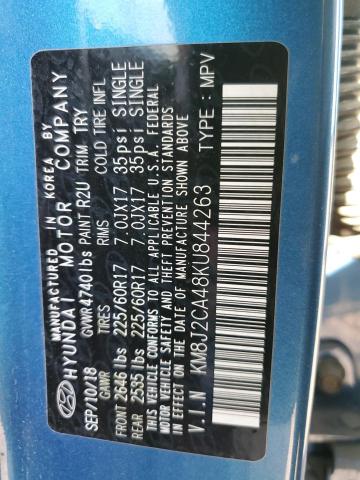 MANUFACTURED IN KOREA BY
HYUNDAI MOTOR COMPANY
SEP/10/18 GVWR4740lbs PAINT R2U TRIM TRY
GAWR TIRES RIMS COLD TIRE INFL
FRONT 2646 lbs 225/60R17 7.0JX17 35psi SINGLE
REAR 2535 lbs 225/60R17 7.0JX17 35psi SINGLE
THIS VEHICLE CONFORMS TO ALL APPLICABLE U.S.A. FEDERAL
MOTOR VEHICLE SAFETY, BUMPER, AND THEFT PREVENTION
STANDARDS IN EFFECT ON THE DATE OF MANUFACTURE SHOWN ABOVE
V.I.N KM8J2CA48KU844263 TYPE: MPV